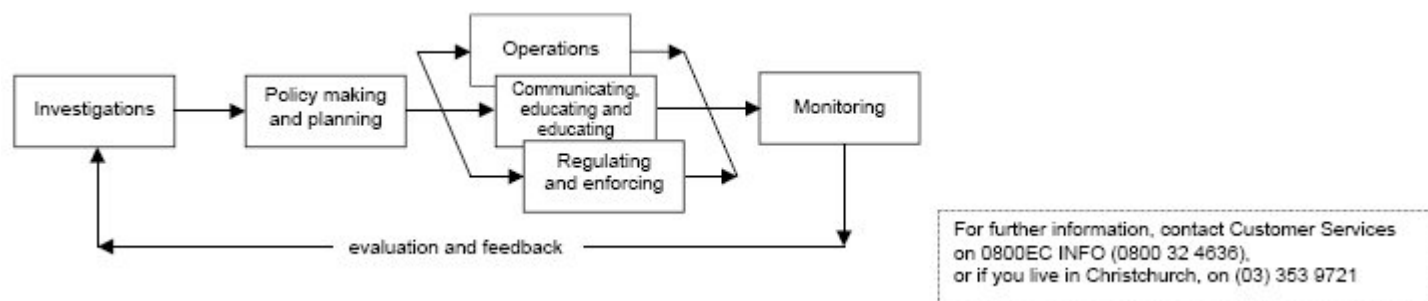 Operations
Investigations
Policy making
and planning
Communicating,
educating and
educating
Monitoring
Regulating
and enforcing
evaluation and feedback
For further information, contact Customer Services
on 0800EC INFO (0800 32 4636),
or if you live in Christchurch, on (03) 353 9721